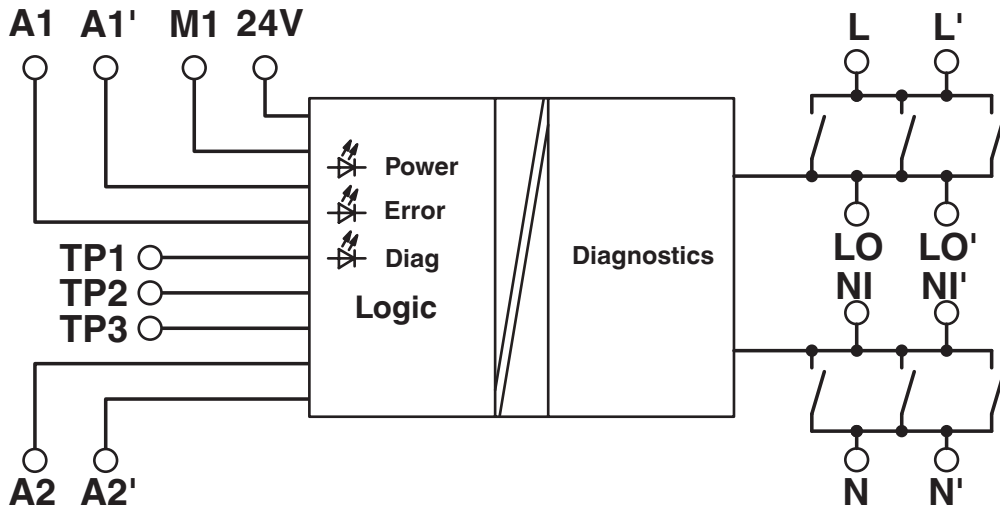 A1 A1' M1 24V
L L'
Power
Error
Diag
Logic
Diagnostics
TP1
TP2
TP3
LO LO'
NI NI'
A2 A2'
N N'